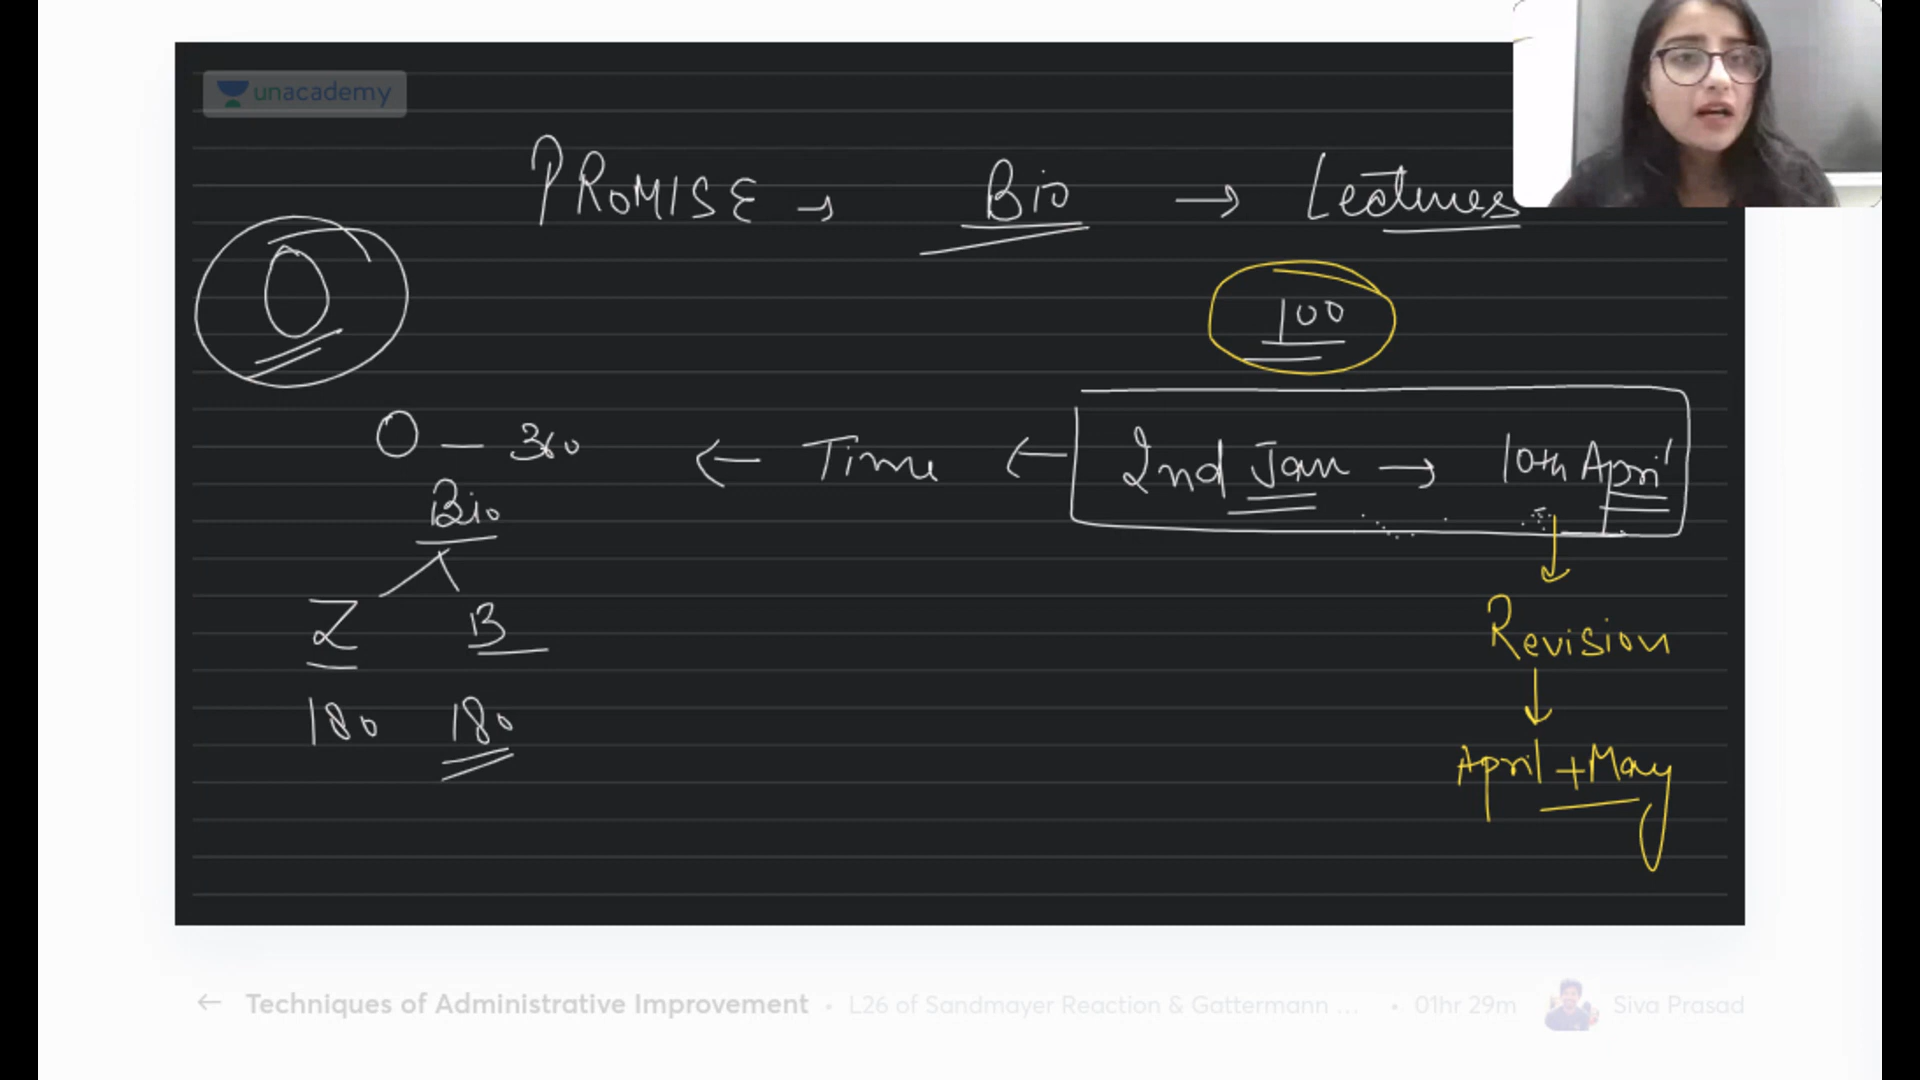 unacademy
PROMISE → Bio → Lectures
O
100
0 — 360 ← Time ← 2nd Jan → 10th April
Bio
Z B
180 180
Revision
April + May
← Techniques of Administrative Improvement • L26 of Sandmayer Reaction & Gattermann ... • 01hr 29m Siva Prasad